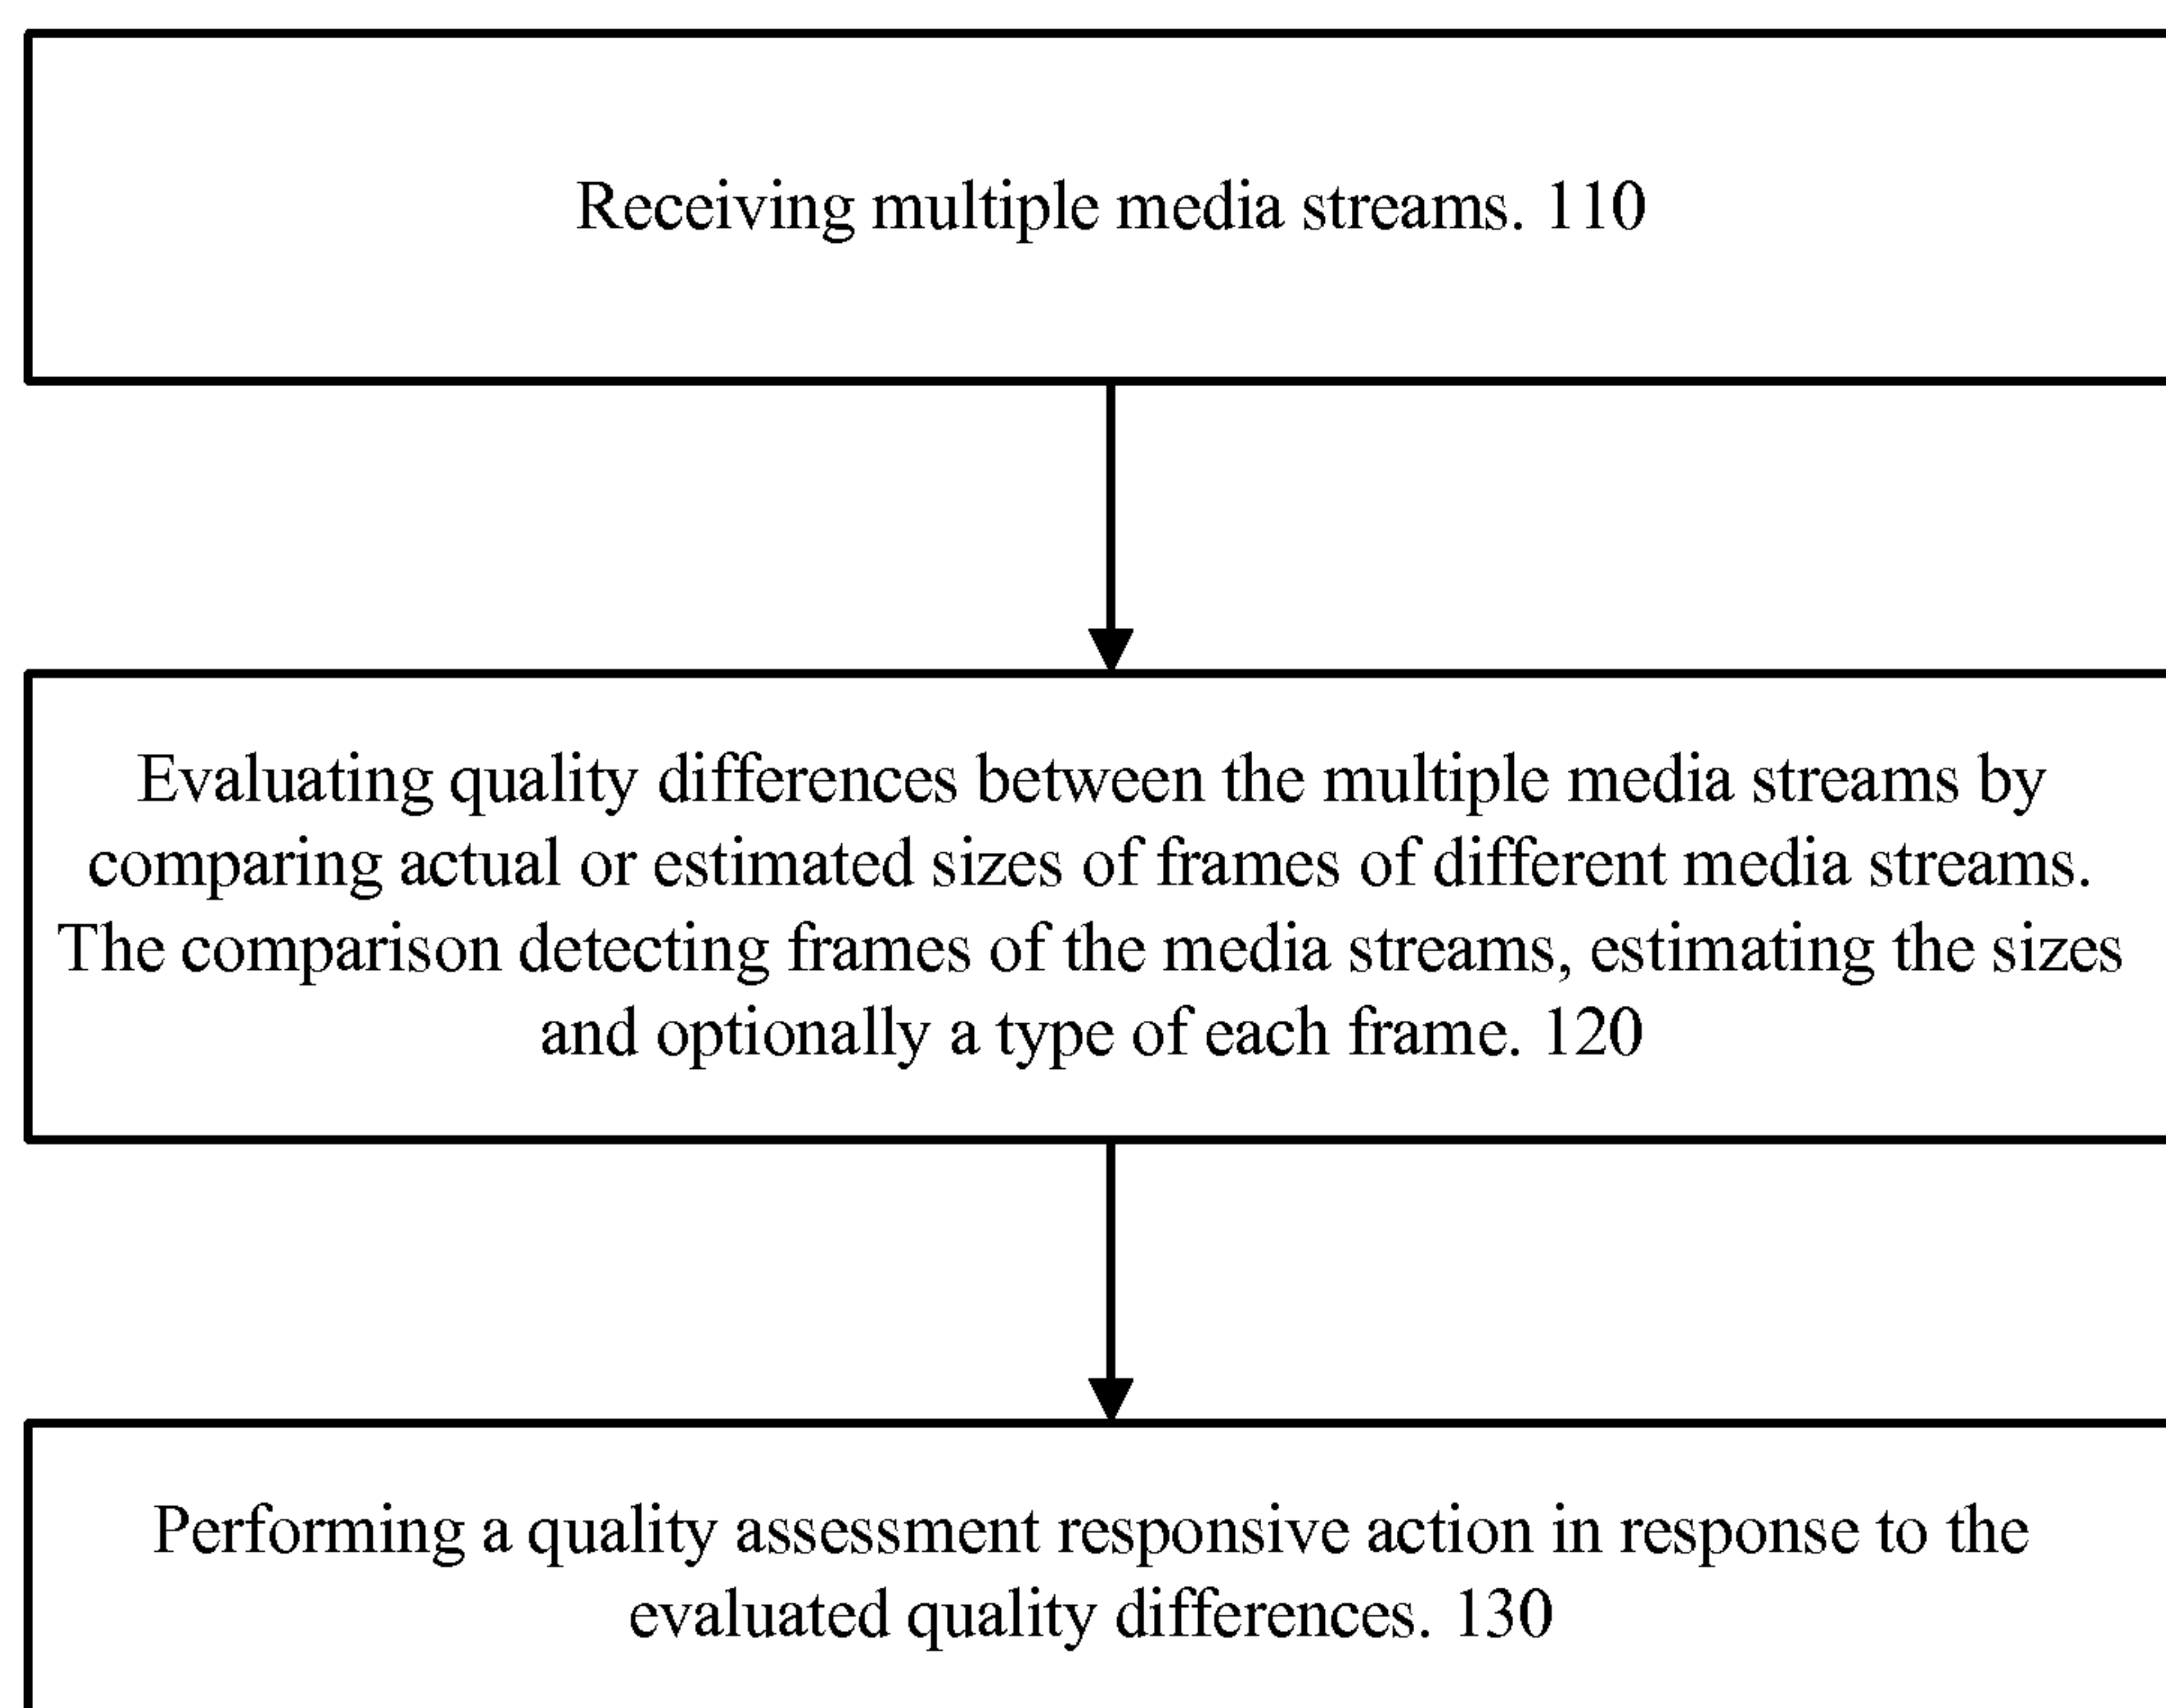 Receiving multiple media streams. 110
Evaluating quality differences between the multiple media streams by
comparing actual or estimated sizes of frames of different media streams.
The comparison detecting frames of the media streams, estimating the sizes
and optionally a type of each frame. 120
Performing a quality assessment responsive action in response to the
evaluated quality differences. 130